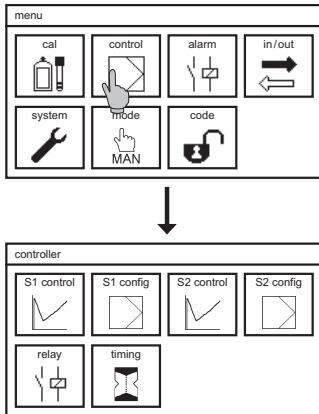 menu
cal control alarm in/out
system mode code
MAN
controller
S1 control S1 config S2 control S2 config
relay timing